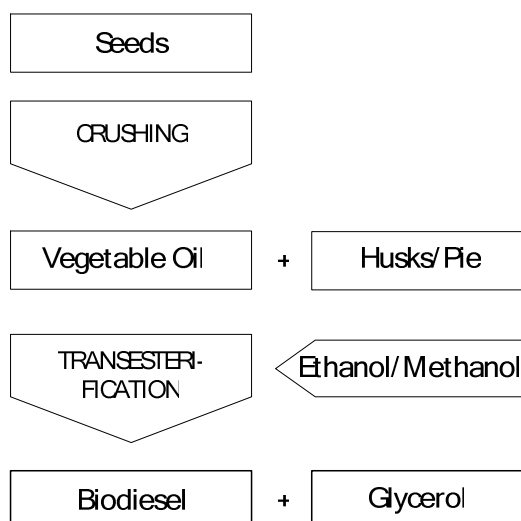 Seeds
CRUSHING
Vegetable Oil + Husks/Pie
TRANSESTERI-
FICATION
Ethanol/Methanol
Biodiesel + Glycerol